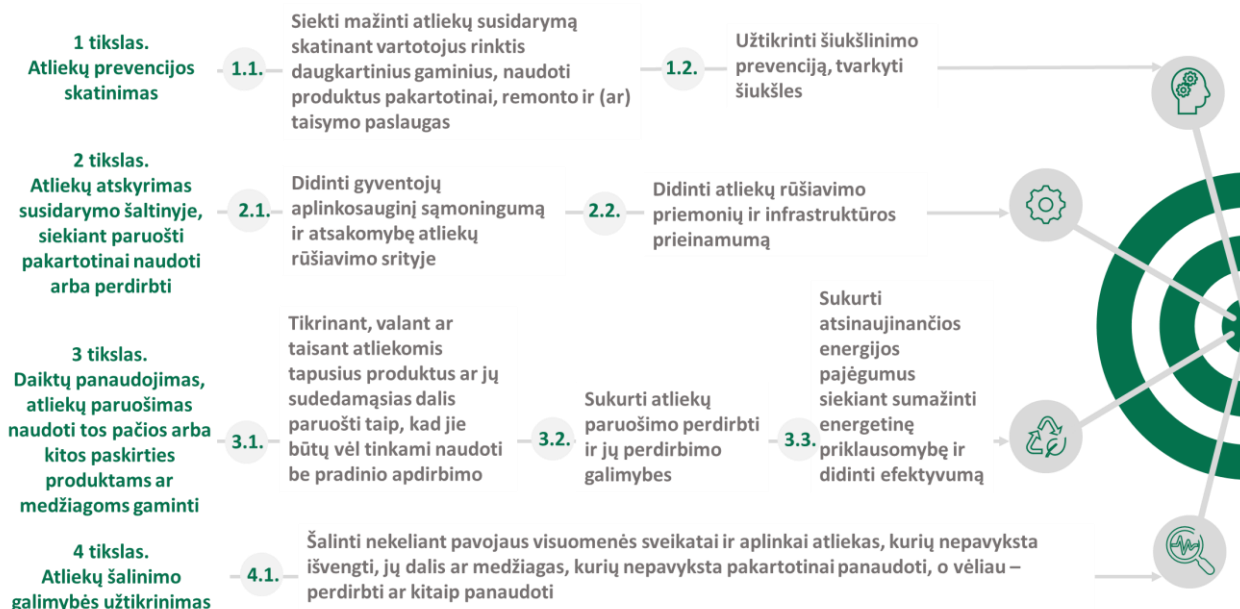 1 tikslas.
Atliekų prevencijos
skatinimas
1.1.
Siekti mažinti atliekų susidarymą
skatinant vartotojus rinktis
daugkartinius gaminius, naudoti
produktus pakartotinai, remonto ir (ar)
taisymo paslaugas
1.2.
Užtikrinti šiukšlinimo
prevenciją, tvarkyti
šiukšles
2 tikslas.
Atliekų atskyrimas
susidarymo šaltinyje,
siekiant paruošti
pakartotinai naudoti
arba perdirbti
2.1.
Didinti gyventojų
aplinkosauginį sąmoningumą
ir atsakomybę atliekų
rūšiavimo srityje
2.2.
Didinti atliekų rūšiavimo
priemonių ir infrastruktūros
prieinamumą
3 tikslas.
Daiktų panaudojimas,
atliekų paruošimas
naudoti tos pačios arba
kitos paskirties
produktams ar
medžiagoms gaminti
3.1.
Tikrinant, valant ar
taisant atliekomis
tapusius produktus ar jų
sudedamąsias dalis
paruošti taip, kad jie
būtų vėl tinkami naudoti
be pradinio apdirbimo
3.2.
Sukurti atliekų
paruošimo perdirbti
ir jų perdirbimo
galimybes
3.3.
Sukurti
atsinaujinančios
energijos
pajėgumus
siekiant sumažinti
energetinę
priklausomybę ir
didinti efektyvumą
4 tikslas.
Atliekų šalinimo
galimybės užtikrinimas
4.1.
Šalinti nekeliant pavojaus visuomenės sveikatai ir aplinkai atliekas, kurių nepavyksta
išvengti, jų dalis ar medžiagas, kurių nepavyksta pakartotinai panaudoti, o vėliau –
perdirbti ar kitaip panaudoti